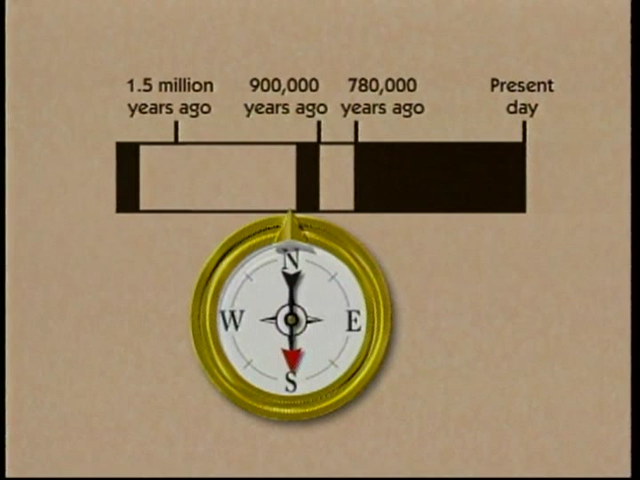 1.5 million
years ago
900,000
years ago
780,000
years ago
Present
day
N
W
E
S